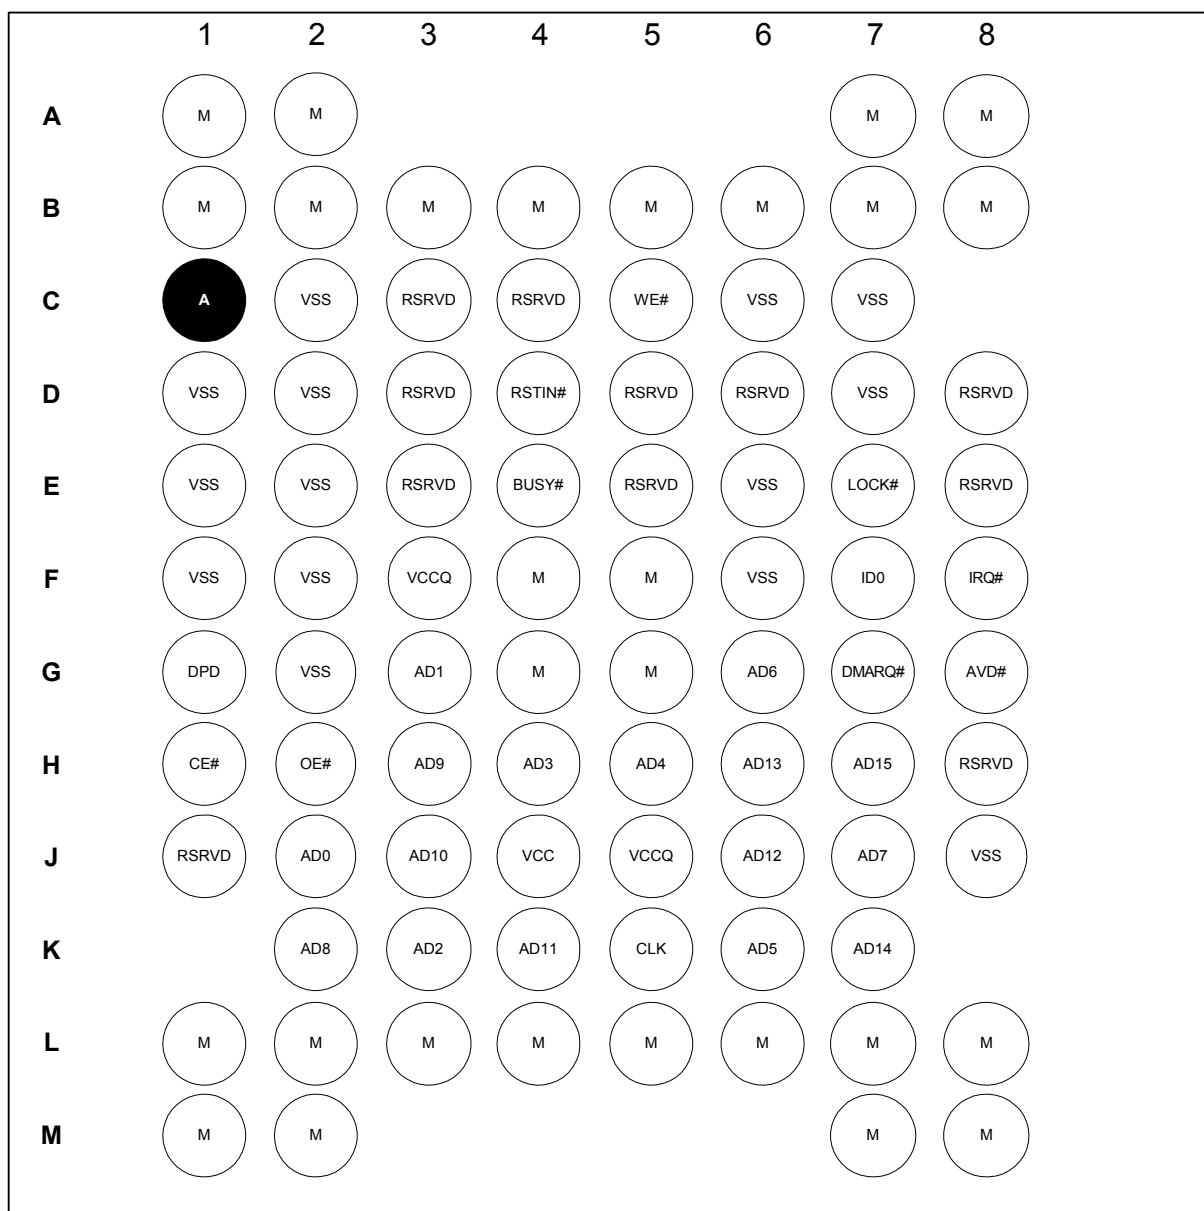 1 2 3 4 5 6 7 8
A M M M M
B M M M M M M M M
C A VSS RSRVD RSRVD WE# VSS VSS
D VSS VSS RSRVD RSTIN# RSRVD RSRVD VSS RSRVD
E VSS VSS RSRVD BUSY# RSRVD VSS LOCK# RSRVD
F VSS VSS VCCQ M M VSS ID0 IRQ#
G DPD VSS AD1 M M AD6 DMARQ# AVD#
H CE# OE# AD9 AD3 AD4 AD13 AD15 RSRVD
J RSRVD AD0 AD10 VCC VCCQ AD12 AD7 VSS
K AD8 AD2 AD11 CLK AD5 AD14
L M M M M M M M M
M M M M M